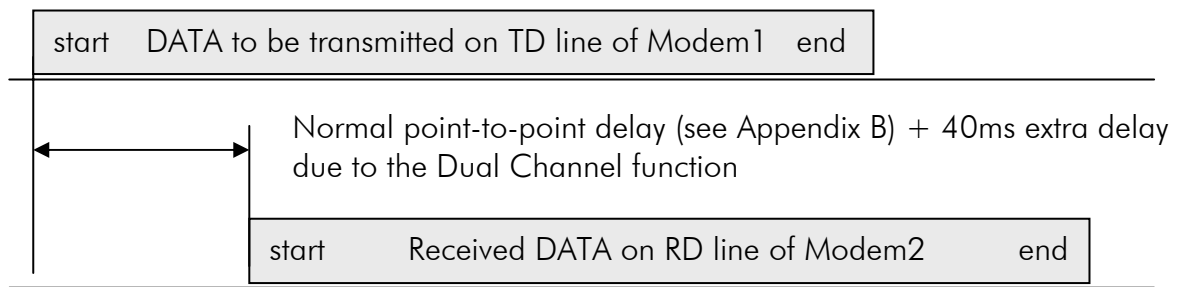 start DATA to be transmitted on TD line of Modem1 end
Normal point-to-point delay (see Appendix B) + 40ms extra delay
due to the Dual Channel function
start Received DATA on RD line of Modem2 end